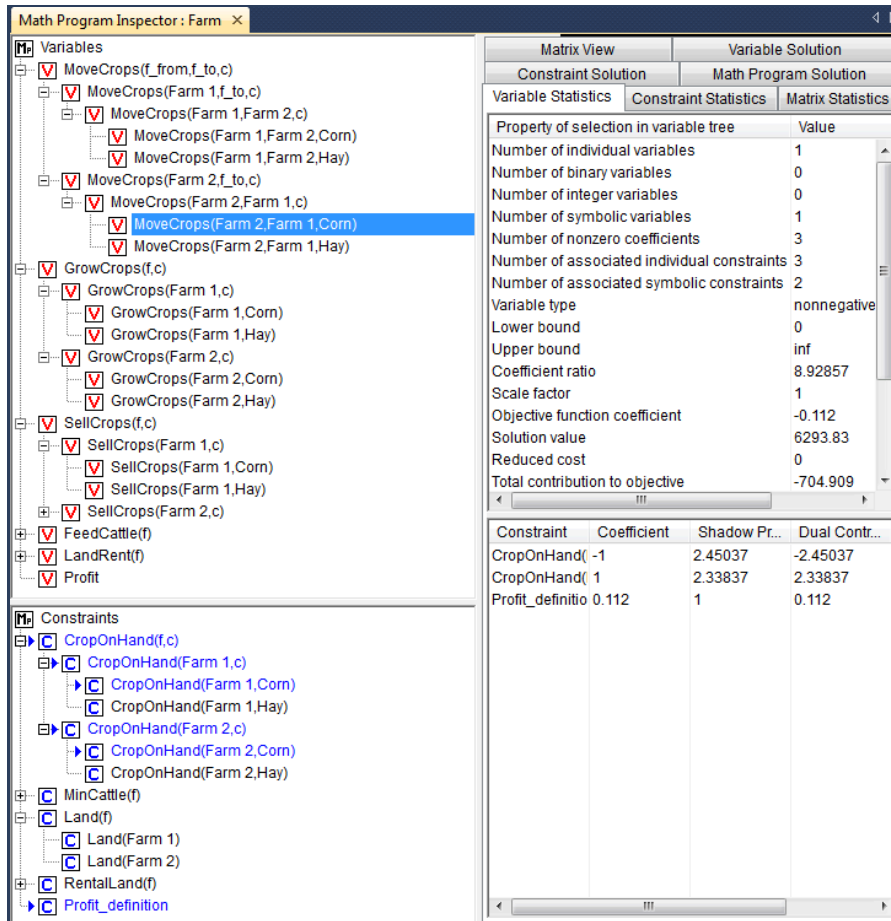 Math Program Inspector : Farm ×
Variables
MoveCrops(f_from,f_to,c)
MoveCrops(Farm 1,f_to,c)
MoveCrops(Farm 1,Farm 2,c)
MoveCrops(Farm 1,Farm 2,Corn)
MoveCrops(Farm 1,Farm 2,Hay)
MoveCrops(Farm 2,f_to,c)
MoveCrops(Farm 2,Farm 1,c)
MoveCrops(Farm 2,Farm 1,Corn)
MoveCrops(Farm 2,Farm 1,Hay)
GrowCrops(f,c)
GrowCrops(Farm 1,c)
GrowCrops(Farm 1,Corn)
GrowCrops(Farm 1,Hay)
GrowCrops(Farm 2,c)
GrowCrops(Farm 2,Corn)
GrowCrops(Farm 2,Hay)
SellCrops(f,c)
SellCrops(Farm 1,c)
SellCrops(Farm 1,Corn)
SellCrops(Farm 1,Hay)
SellCrops(Farm 2,c)
FeedCattle(f)
LandRent(f)
Profit
Constraints
CropOnHand(f,c)
CropOnHand(Farm 1,c)
CropOnHand(Farm 1,Corn)
CropOnHand(Farm 1,Hay)
CropOnHand(Farm 2,c)
CropOnHand(Farm 2,Corn)
CropOnHand(Farm 2,Hay)
MinCattle(f)
Land(f)
Land(Farm 1)
Land(Farm 2)
RentalLand(f)
Profit_definition
Matrix View Variable Solution
Constraint Solution Math Program Solution
Variable Statistics Constraint Statistics Matrix Statistics
Property of selection in variable tree Value
Number of individual variables 1
Number of binary variables 0
Number of integer variables 0
Number of symbolic variables 1
Number of nonzero coefficients 3
Number of associated individual constraints 3
Number of associated symbolic constraints 2
Variable type nonnegative
Lower bound 0
Upper bound inf
Coefficient ratio 8.92857
Scale factor 1
Objective function coefficient -0.112
Solution value 6293.83
Reduced cost 0
Total contribution to objective -704.909
Constraint Coefficient Shadow Pr... Dual Contr...
CropOnHand( -1 2.45037 -2.45037
CropOnHand( 1 2.33837 2.33837
Profit_definitio 0.112 1 0.112